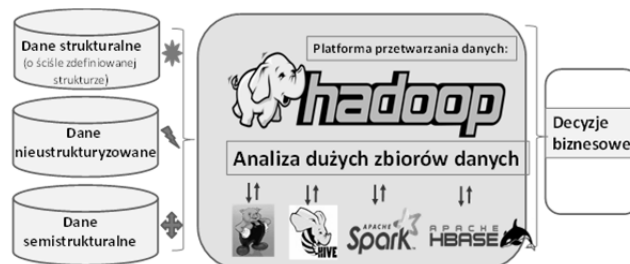 Dane strukturalne
(o ściśle zdefiniowanej
strukturze)
Dane
nieustrukturyzowane
Dane
semistrukturalne
Platforma przetwarzania danych:
hadoop
Analiza dużych zbiorów danych
HIVE
APACHE
Spark
APACHE
HBASE
Decyzje
biznesowe